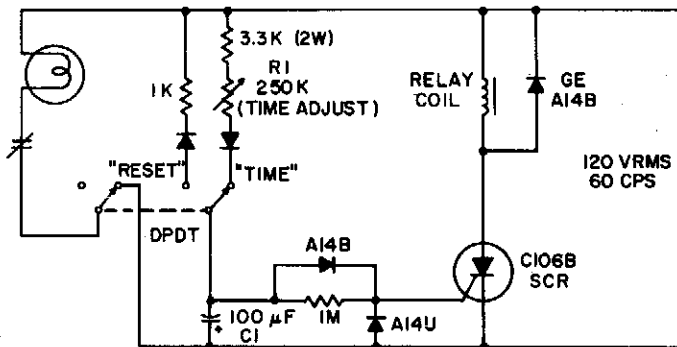 3.3K (2W)
R1
250K
(TIME ADJUST)
1K
RELAY
COIL
GE
A14B
120 VRMS
60 CPS
"RESET"
"TIME"
DPDT
A14B
C106B
SCR
+
100 µF
C1
1M
A14U